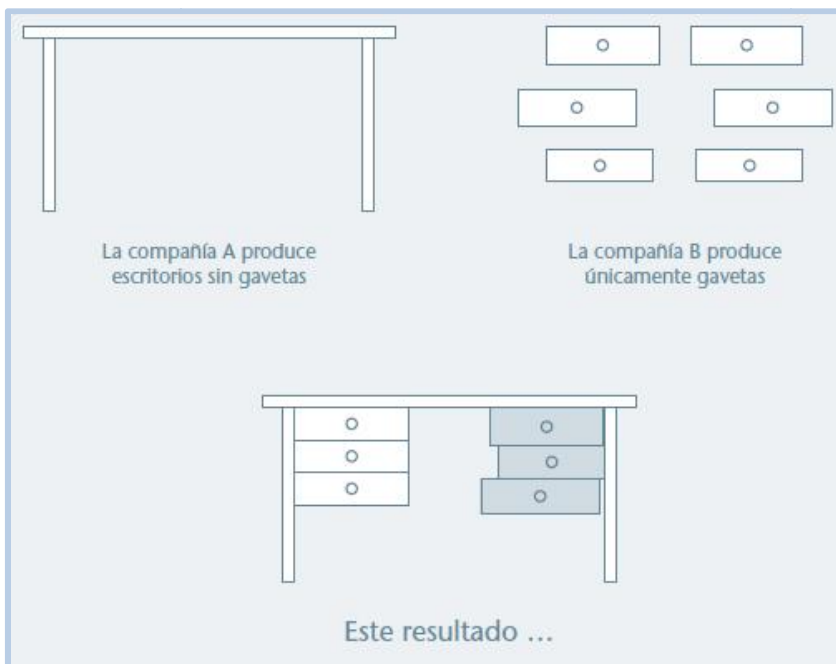 La compañía A produce
escritorios sin gavetas
La compañía B produce
únicamente gavetas
Este resultado ...